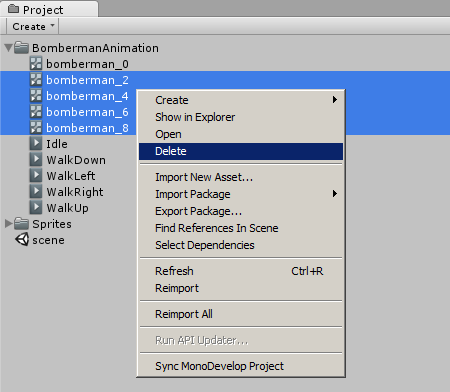 Project
Create
BombermanAnimation
bomberman_0
bomberman_2
bomberman_4
bomberman_6
bomberman_8
Idle
WalkDown
WalkLeft
WalkRight
WalkUp
Sprites
scene
Create
Show in Explorer
Open
Delete
Import New Asset...
Import Package
Export Package...
Find References In Scene
Select Dependencies
Refresh Ctrl+R
Reimport
Reimport All
Run API Updater...
Sync MonoDevelop Project